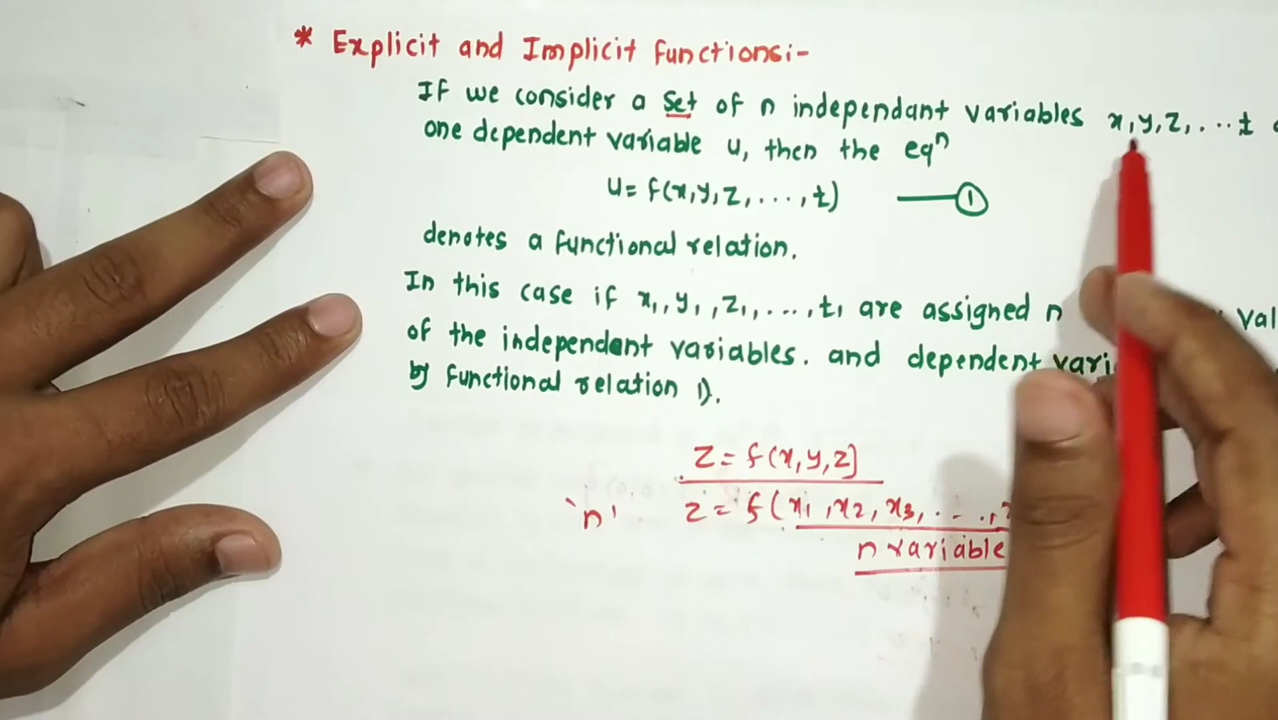 * Explicit and Implicit Functions:-
If we consider a set of n independant variables x, y, z, . . . t
one dependent variable u, then the eqⁿ
u = f(x, y, z, . . . . , t) —— ①
denotes a functional relation.
In this case if x₁, y₁, z₁, . . . , t₁ are assigned n
of the independent variables. and dependent vari
by functional relation 1).
z = f(x, y, z)
'n' z = f(x₁, x₂, x₃, . - . ,
n variable